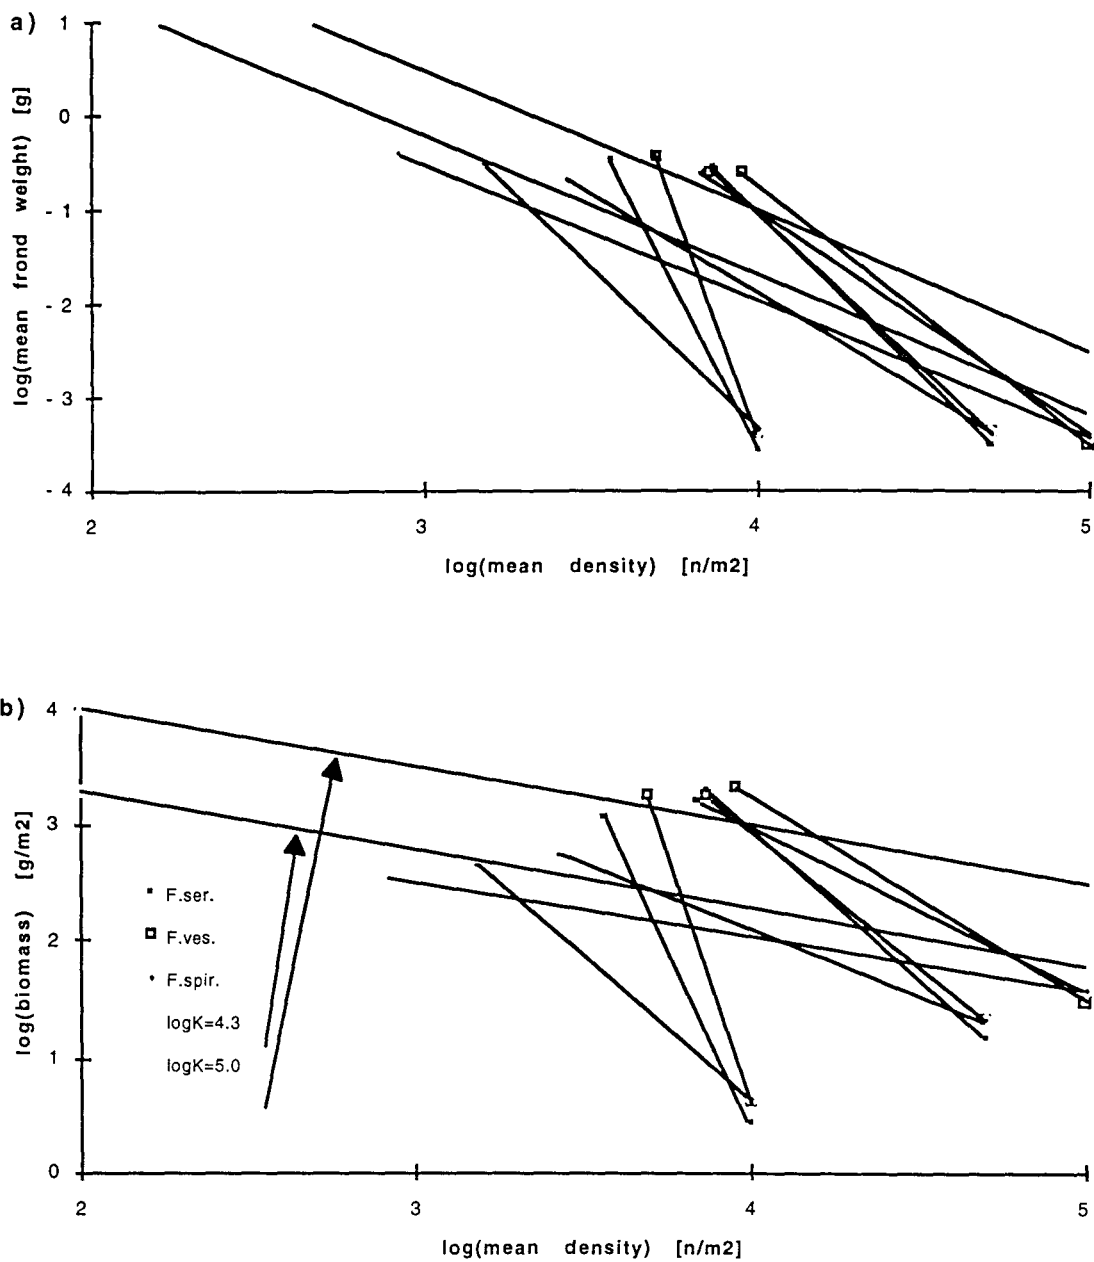 a)
1
0
- 1
- 2
- 3
- 4
log(mean frond weight) [g]
2 3 4 5
log(mean density) [n/m2]
b)
4
3
2
1
0
log(biomass) [g/m2]
F.ser.
F.ves.
F.spir.
logK=4.3
logK=5.0
2 3 4 5
log(mean density) [n/m2]